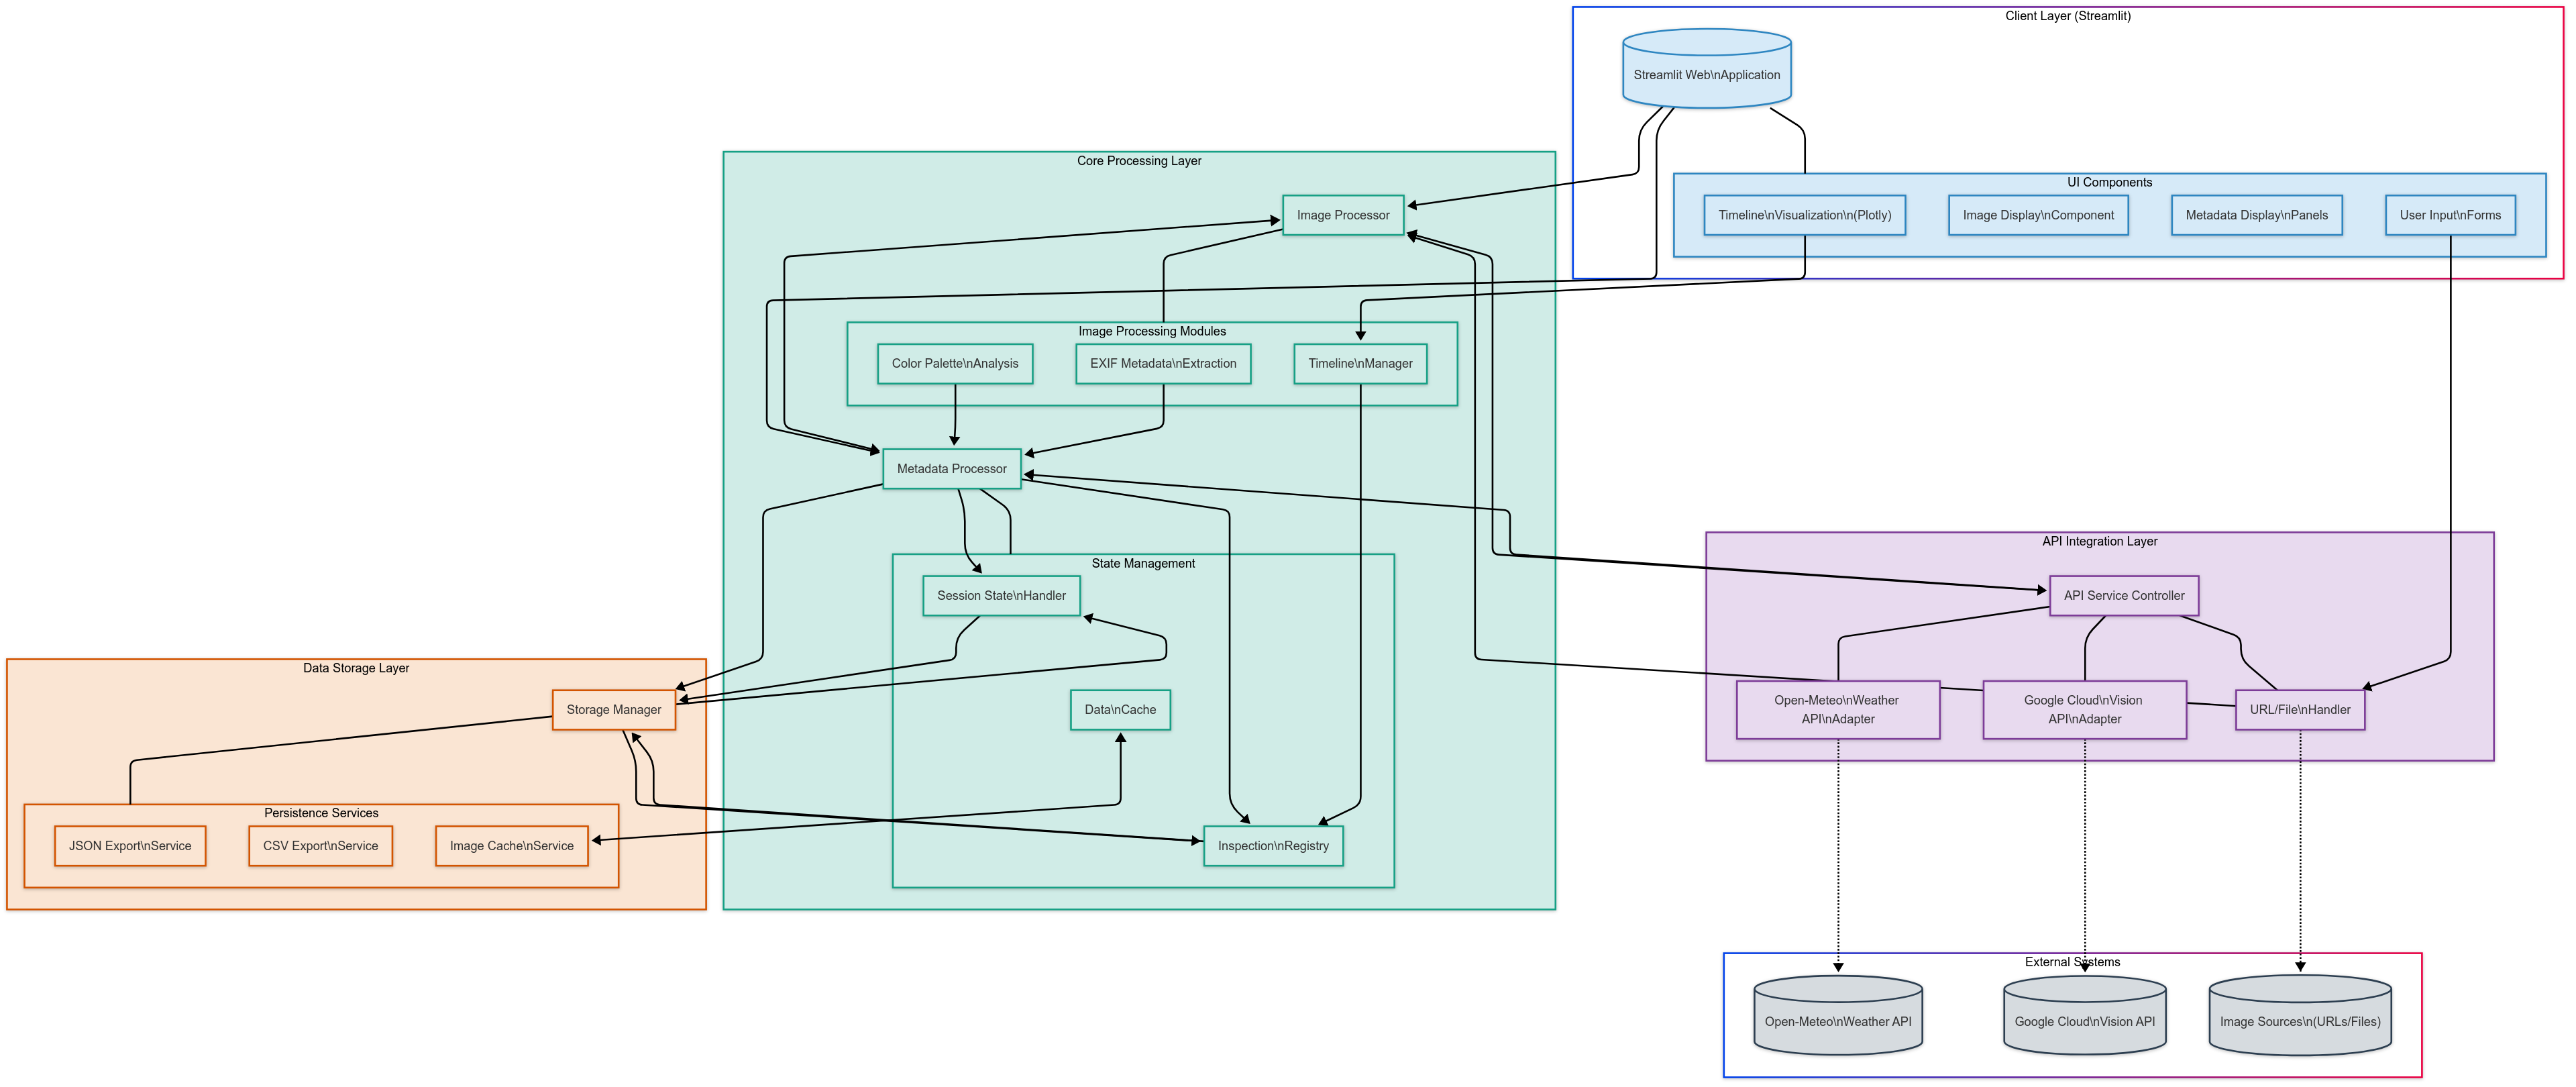 Client Layer (Streamlit)
Streamlit Web\nApplication
UI Components
Timeline\nVisualization\n(Plotly)
Image Display\nComponent
Metadata Display\nPanels
User Input\nForms
Core Processing Layer
Image Processor
Image Processing Modules
Color Palette\nAnalysis
EXIF Metadata\nExtraction
Timeline\nManager
Metadata Processor
State Management
Session State\nHandler
Data\nCache
Inspection\nRegistry
API Integration Layer
API Service Controller
Open-Meteo\nWeather
API\nAdapter
Google Cloud\nVision
API\nAdapter
URL/File\nHandler
Data Storage Layer
Storage Manager
Persistence Services
JSON Export\nService
CSV Export\nService
Image Cache\nService
External Systems
Open-Meteo\nWeather API
Google Cloud\nVision API
Image Sources\n(URLs/Files)